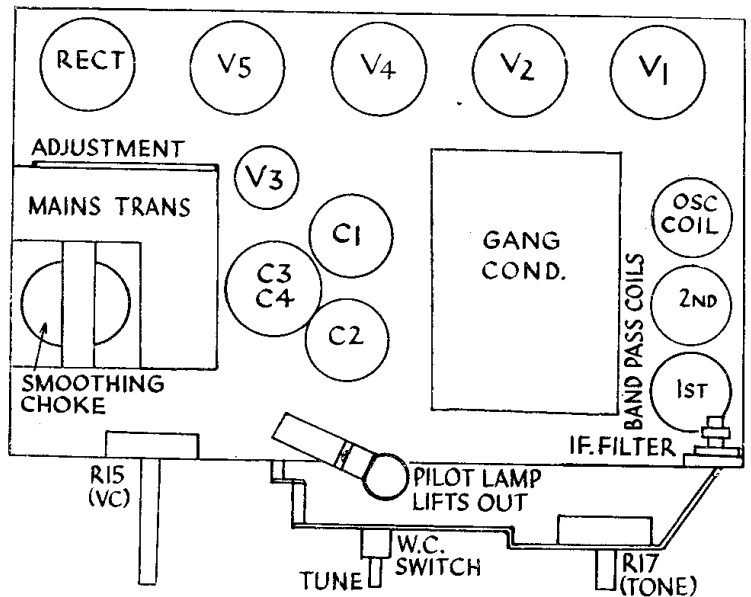 RECT
V5
V4
V2
V1
ADJUSTMENT
V3
MAINS TRANS
C1
GANG
COND.
OSC
COIL
C3
C4
BAND PASS COILS
2ND
C2
SMOOTHING
CHOKE
1ST
I.F. FILTER
R15
(VC)
PILOT LAMP
LIFTS OUT
W.C.
SWITCH
TUNE
R17
(TONE)